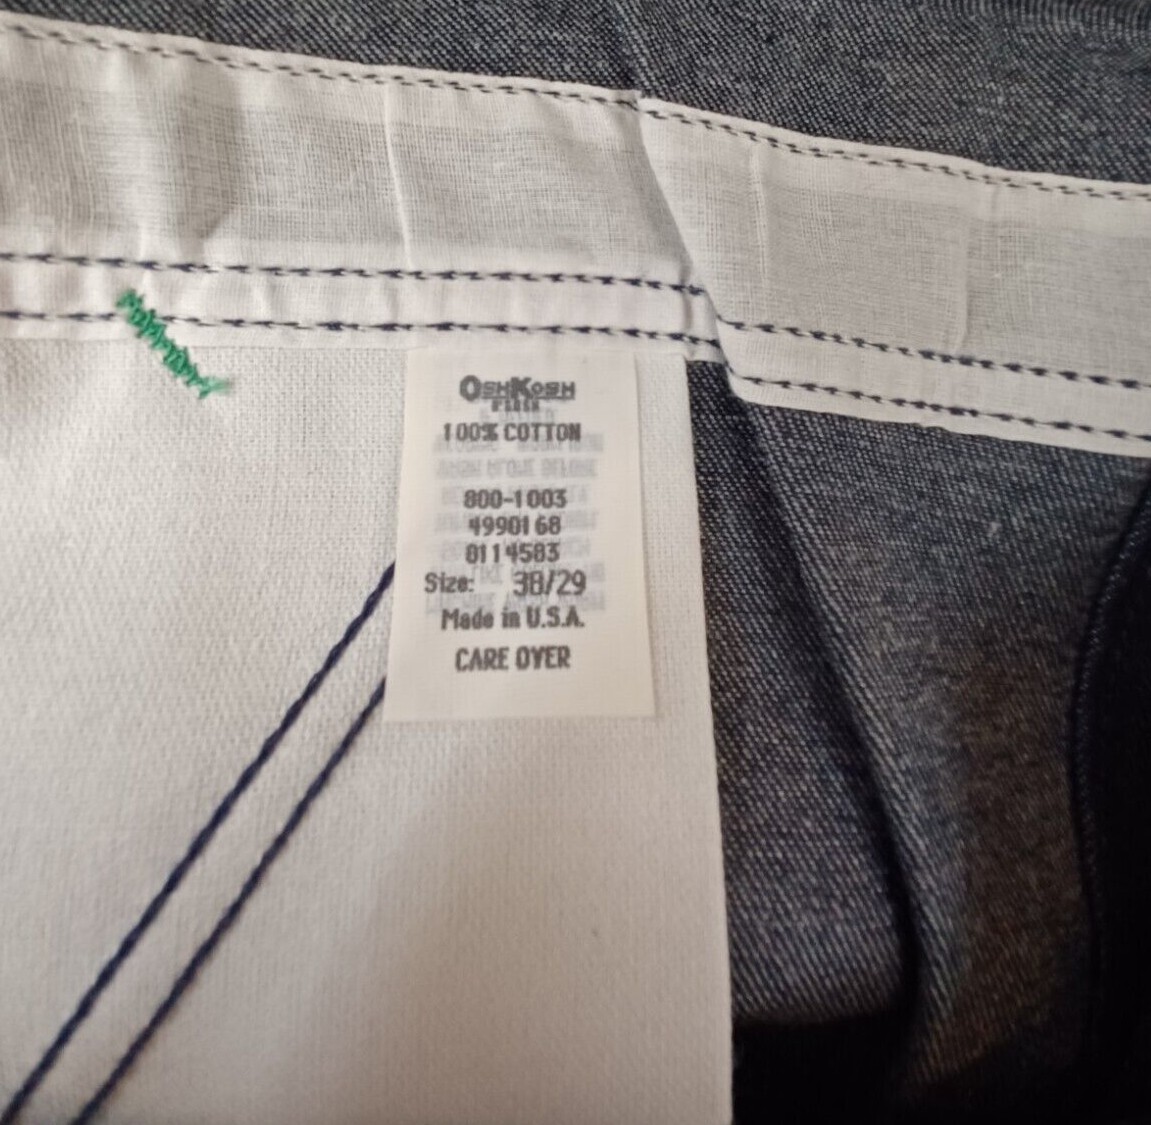 OSHKOSH
100% COTTON
800-1003
4990168
0114583
Size: 38/29
Made in U.S.A.
CARE OVER